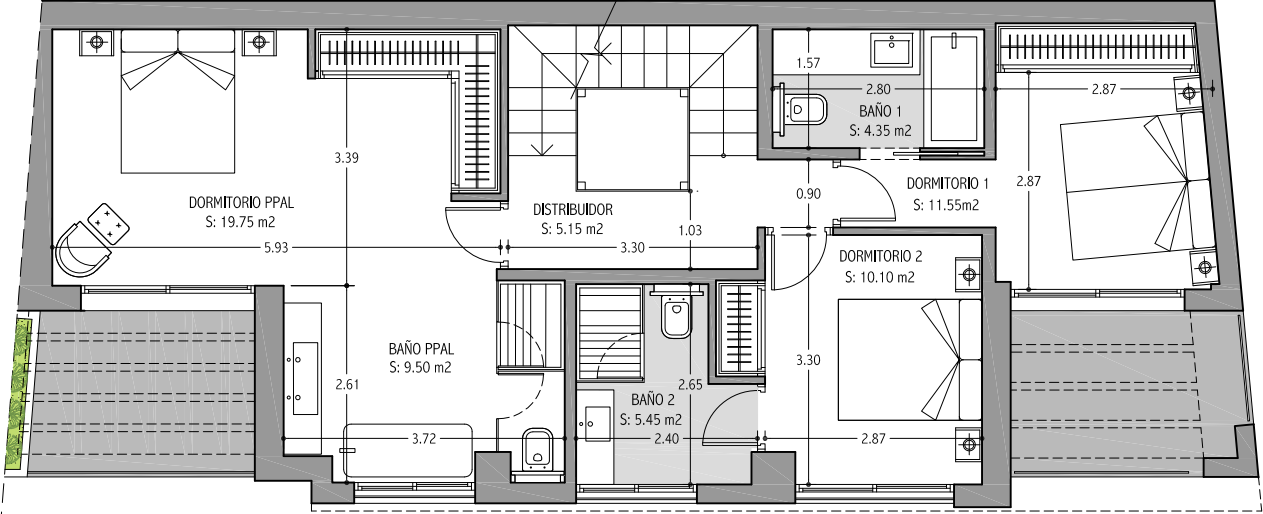 1.57
2.80
BAÑO 1
S: 4.35 m2
2.87
3.39
DORMITORIO PPAL
S: 19.75 m2
DISTRIBUIDOR
S: 5.15 m2
0.90
DORMITORIO 1
S: 11.55m2
2.87
5.93
3.30
1.03
DORMITORIO 2
S: 10.10 m2
BAÑO PPAL
S: 9.50 m2
2.61
2.65
3.30
BAÑO 2
S: 5.45 m2
3.72
2.40
2.87